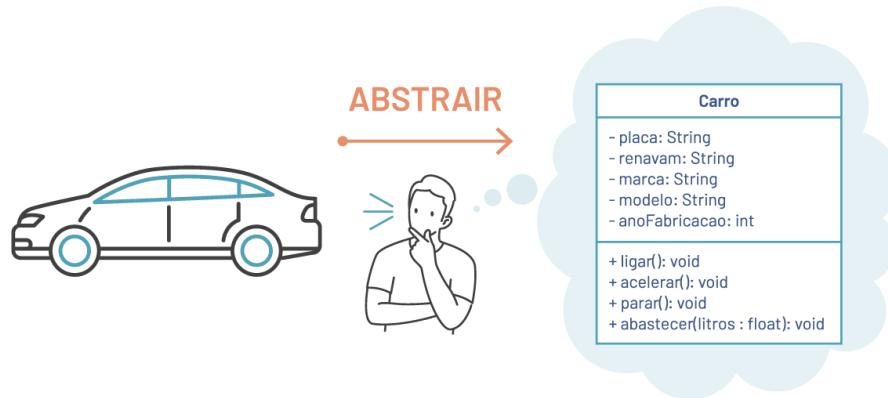 ABSTRAIR
Carro
- placa: String
- renavam: String
- marca: String
- modelo: String
- anoFabricacao: int
+ ligar(): void
+ acelerar(): void
+ parar(): void
+ abastecer(litros : float): void